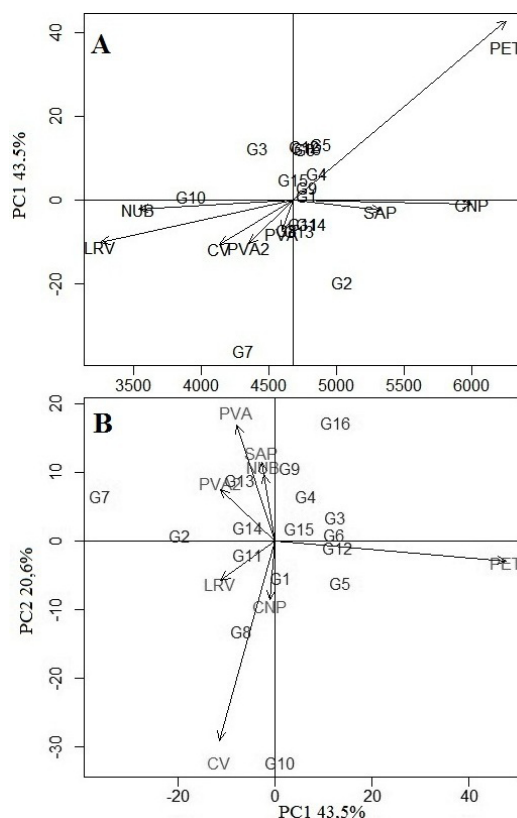 A
PET
PC1 43.5%
40
20
0
-20
G3
G5
G4
G15
G9
G1
G10
NUB
SAP
CNP
LRV
CV
PVA2
PVA
G13
G14
G2
G7
3500 4000 4500 5000 5500 6000
B
PVA
G16
SAP
NUB
G9
G13
PVA2
G7
G4
G3
G14
G15
G6
G2
G12
G11
PET
LRV
G1
G5
CNP
G8
CV
G10
PC2 20,6%
20
10
0
-10
-20
-30
-20 0 20 40
PC1 43,5%